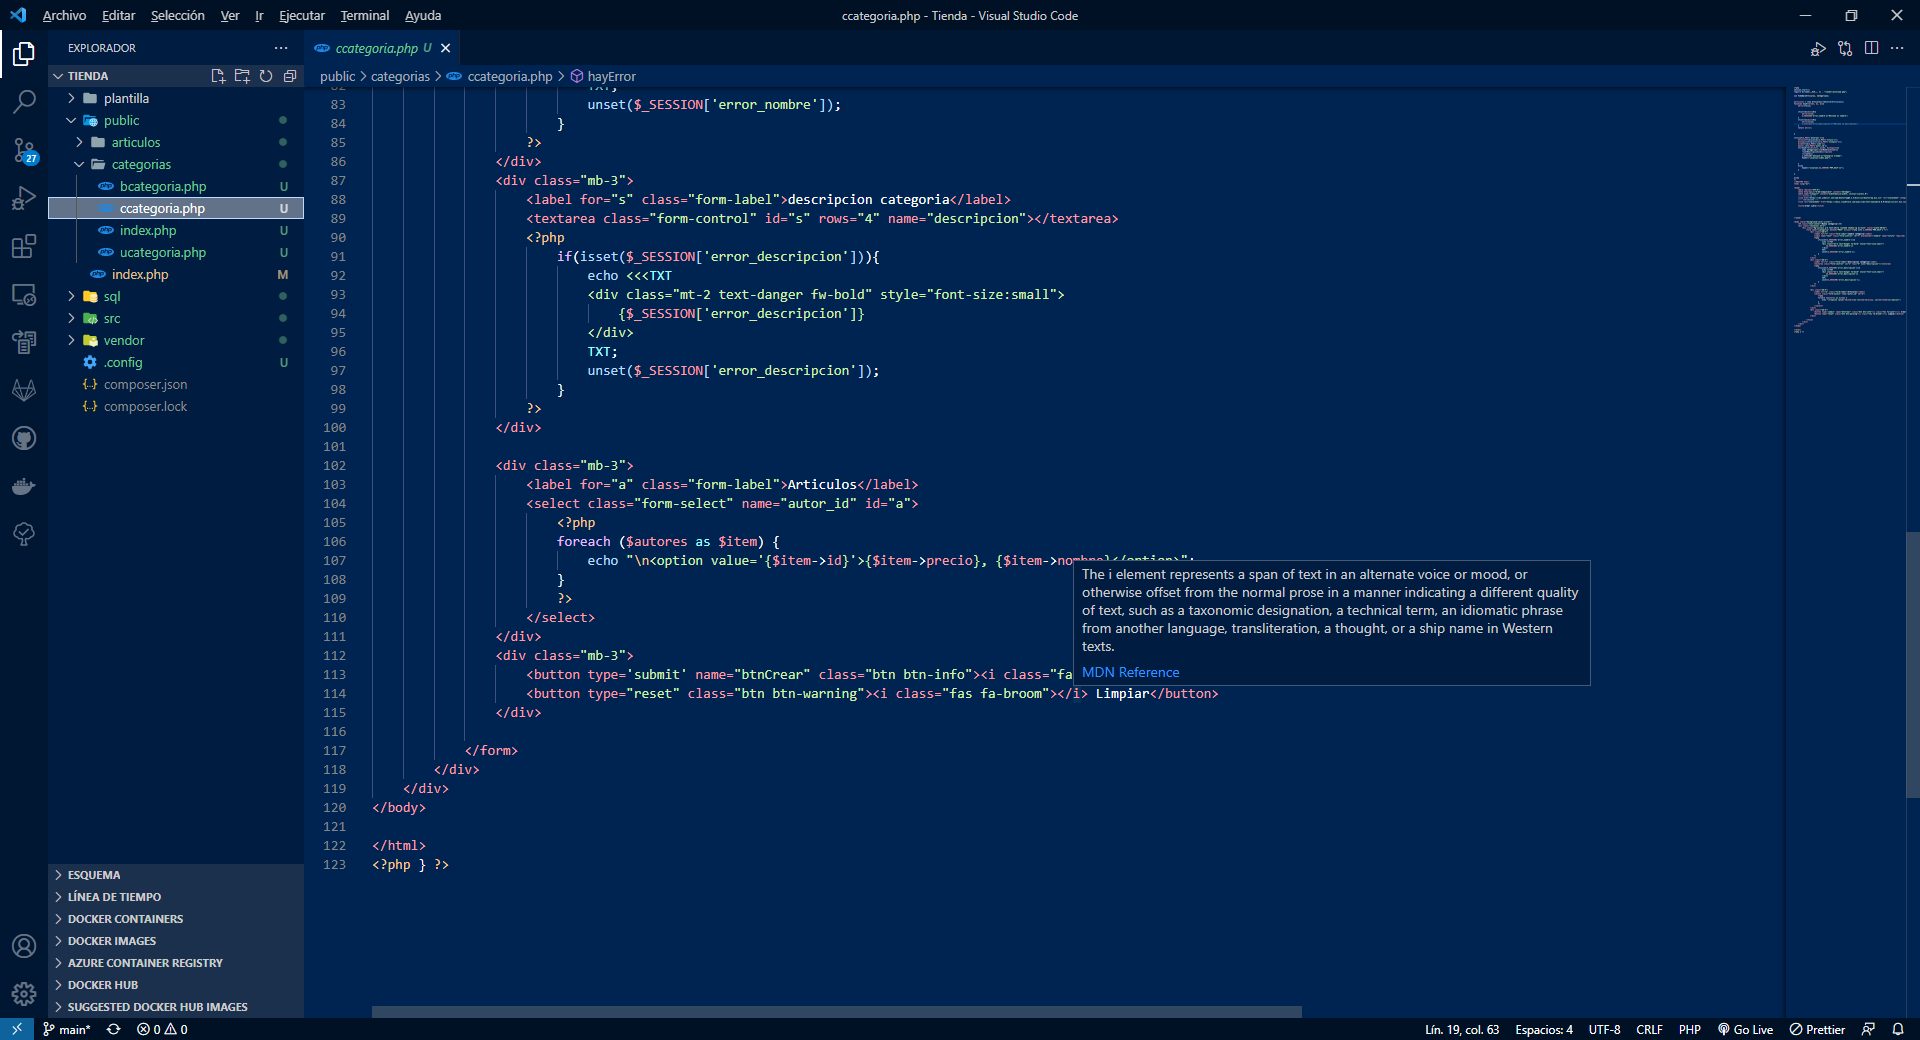 Archivo Editar Selección Ver Ir Ejecutar Terminal Ayuda
ccategoria.php - Tienda - Visual Studio Code
EXPLORADOR
TIENDA
plantilla
public
articulos
categorias
bcategoria.php U
ccategoria.php U
index.php U
ucategoria.php U
index.php M
sql
src
vendor
.config U
{..} composer.json
{..} composer.lock
27
ESQUEMA
LÍNEA DE TIEMPO
DOCKER CONTAINERS
DOCKER IMAGES
AZURE CONTAINER REGISTRY
DOCKER HUB
SUGGESTED DOCKER HUB IMAGES
php ccategoria.php U
public > categorias > ccategoria.php > hayError
82 TXT;
83 unset($_SESSION['error_nombre']);
84 }
85 ?>
86 </div>
87 <div class="mb-3">
88 <label for="s" class="form-label">descripcion categoria</label>
89 <textarea class="form-control" id="s" rows="4" name="descripcion"></textarea>
90 <?php
91 if(isset($_SESSION['error_descripcion'])){
92 echo <<<TXT
93 <div class="mt-2 text-danger fw-bold" style="font-size:small">
94 {$_SESSION['error_descripcion']}
95 </div>
96 TXT;
97 unset($_SESSION['error_descripcion']);
98 }
99 ?>
100 </div>
101
102 <div class="mb-3">
103 <label for="a" class="form-label">Articulos</label>
104 <select class="form-select" name="autor_id" id="a">
105 <?php
106 foreach ($autores as $item) {
107 echo "\n<option value='{$item->id}'>{$item->precio}, {$item->nombre}</option>";
108 }
109 ?>
110 </select>
111 </div>
112 <div class="mb-3">
113 <button type='submit' name="btnCrear" class="btn btn-info"><i class="fa
114 <button type="reset" class="btn btn-warning"><i class="fas fa-broom"></i> Limpiar</button>
115 </div>
116
117 </form>
118 </div>
119 </div>
120 </body>
121
122 </html>
123 <?php } ?>
The i element represents a span of text in an alternate voice or mood, or
otherwise offset from the normal prose in a manner indicating a different quality
of text, such as a taxonomic designation, a technical term, an idiomatic phrase
from another language, transliteration, a thought, or a ship name in Western
texts.
MDN Reference
main* 0 0 Lín. 19, col. 63 Espacios: 4 UTF-8 CRLF PHP Go Live Prettier